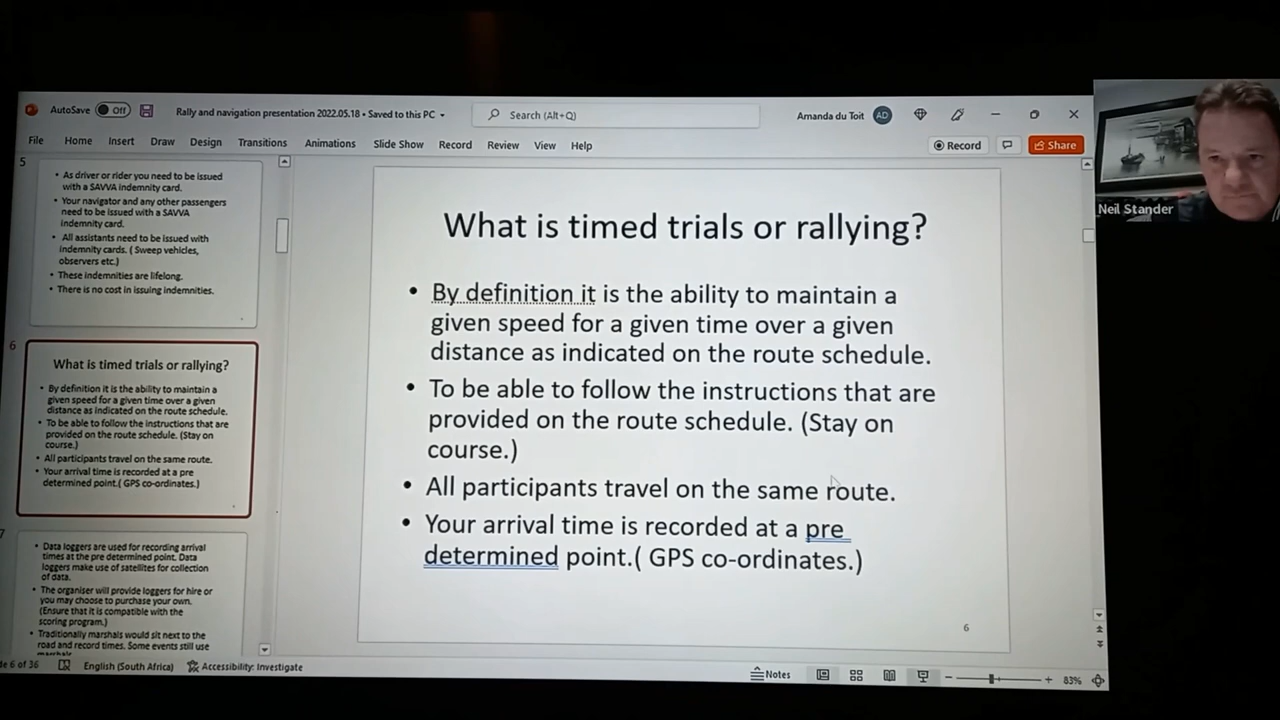 AutoSave Off Rally and navigation presentation 2022.05.18 • Saved to this PC Search (Alt+Q) Amanda du Toit AD
File Home Insert Draw Design Transitions Animations Slide Show Record Review View Help Record Share
5
• As driver or rider you need to be issued
with a SAVVA indemnity card.
• Your navigator and any other passengers
need to be issued with a SAVVA
indemnity card.
• All assistants need to be issued with
indemnity cards. ( Sweep vehicles,
observers etc.)
• These indemnities are lifelong.
• There is no cost in issuing indemnities.
6
What is timed trials or rallying?
• By definition it is the ability to maintain a
given speed for a given time over a given
distance as indicated on the route schedule.
• To be able to follow the instructions that are
provided on the route schedule. (Stay on
course.)
• All participants travel on the same route.
• Your arrival time is recorded at a pre
determined point.( GPS co-ordinates.)
7
• Data loggers are used for recording arrival
times at the pre determined point. Data
loggers make use of satellites for collection
of data.
• The organiser will provide loggers for hire or
you may choose to purchase your own.
(Ensure that it is compatible with the
scoring program.)
• Traditionally marshals would sit next to the
road and record times. Some events still use
What is timed trials or rallying?
• By definition it is the ability to maintain a
given speed for a given time over a given
distance as indicated on the route schedule.
• To be able to follow the instructions that are
provided on the route schedule. (Stay on
course.)
• All participants travel on the same route.
• Your arrival time is recorded at a pre
determined point.( GPS co-ordinates.)
6
Neil Stander
de 6 of 36 English (South Africa) Accessibility: Investigate Notes 83%